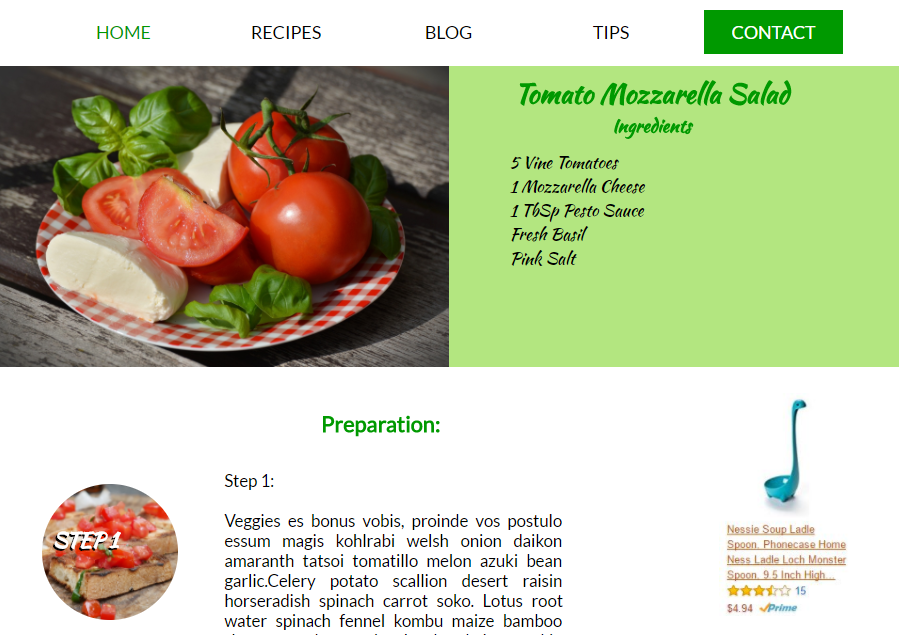 HOME RECIPES BLOG TIPS CONTACT
Tomato Mozzarella Salad
Ingredients
5 Vine Tomatoes
1 Mozzarella Cheese
1 TbSp Pesto Sauce
Fresh Basil
Pink Salt
Preparation:
STEP 1
Step 1:
Veggies es bonus vobis, proinde vos postulo
essum magis kohlrabi welsh onion daikon
amaranth tatsoi tomatillo melon azuki bean
garlic.Celery potato scallion desert raisin
horseradish spinach carrot soko. Lotus root
water spinach fennel kombu maize bamboo
Nessie Soup Ladle
Spoon, Phonecase Home
Ness Ladle Loch Monster
Spoon, 9.5 Inch High...
15
$4.94 Prime